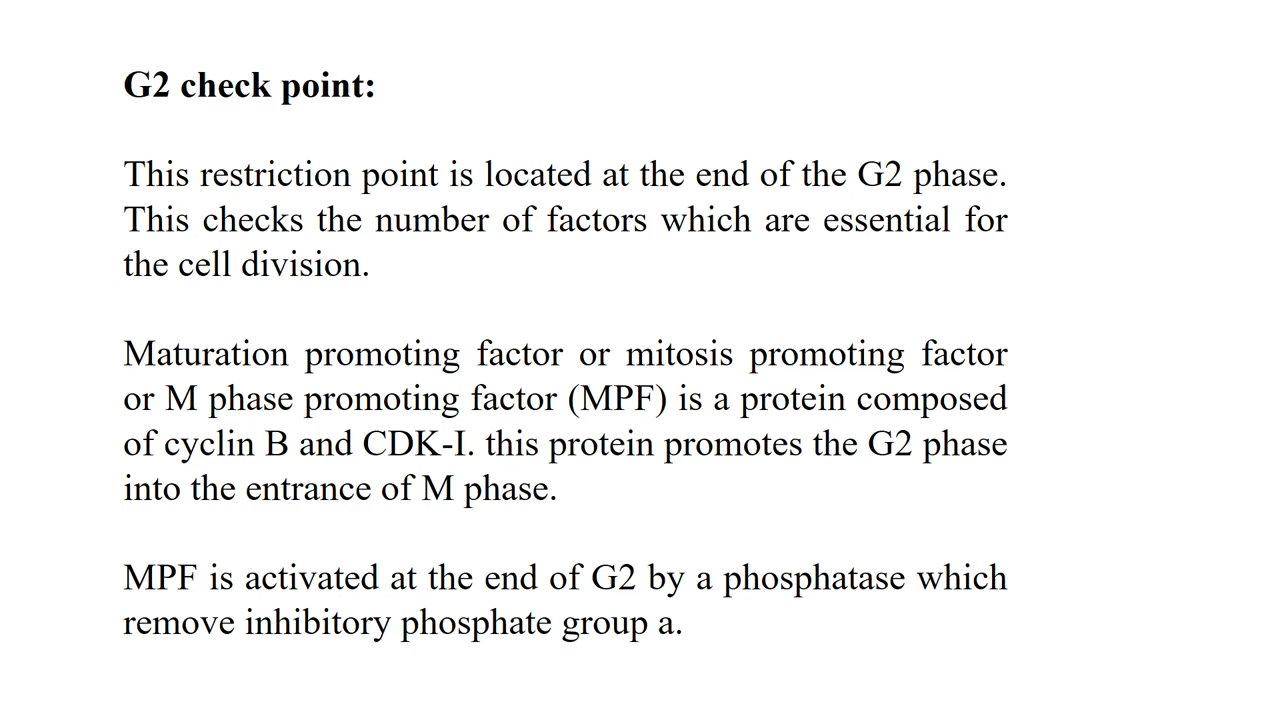 G2 check point:
This restriction point is located at the end of the G2 phase.
This checks the number of factors which are essential for
the cell division.
Maturation promoting factor or mitosis promoting factor
or M phase promoting factor (MPF) is a protein composed
of cyclin B and CDK-I. this protein promotes the G2 phase
into the entrance of M phase.
MPF is activated at the end of G2 by a phosphatase which
remove inhibitory phosphate group a.